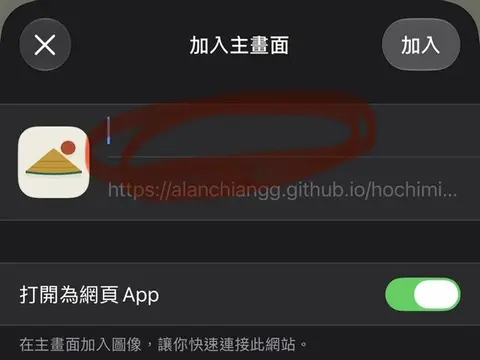 加入主畫面
加入
https://alanchiangg.github.io/hochimi...
打開為網頁 App
在主畫面加入圖像，讓你快速連接此網站。